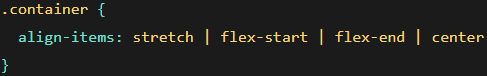 .container {
  align-items: stretch | flex-start | flex-end | center
}